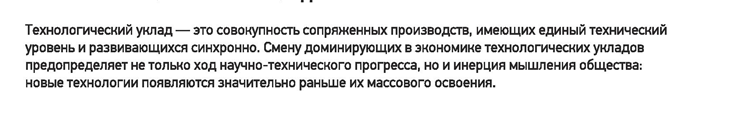 Технологический уклад — это совокупность сопряженных производств, имеющих единый технический
уровень и развивающихся синхронно. Смену доминирующих в экономике технологических укладов
предопределяет не только ход научно-технического прогресса, но и инерция мышления общества:
новые технологии появляются значительно раньше их массового освоения.